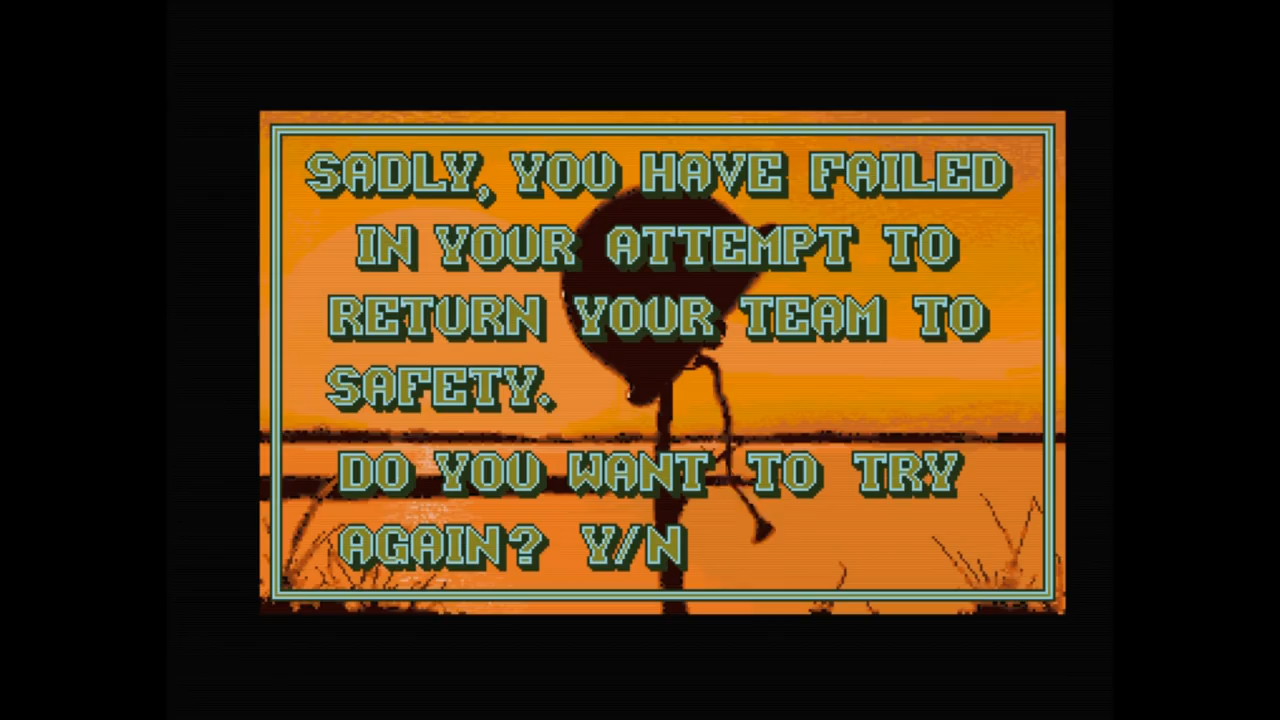 SADLY, YOU HAVE FAILED
IN YOUR ATTEMPT TO
RETURN YOUR TEAM TO
SAFETY.
DO YOU WANT TO TRY
AGAIN? Y/N